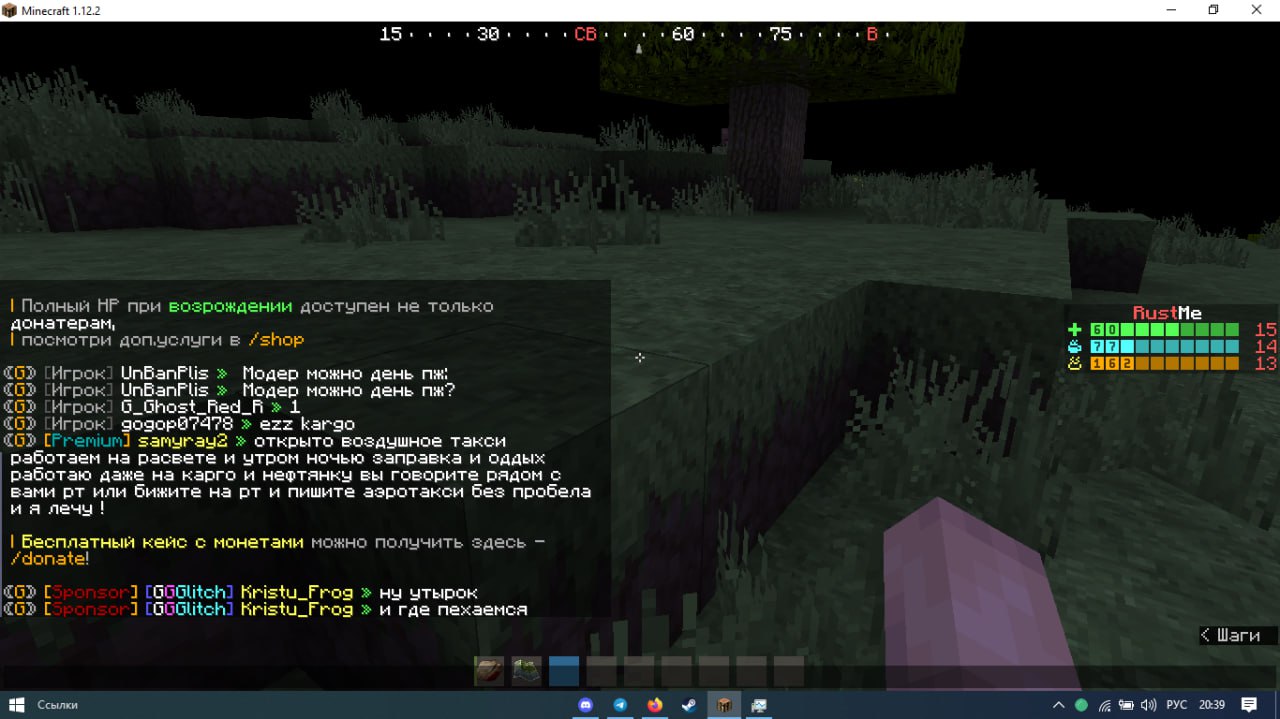 Minecraft 1.12.2
15 · · · · 30 · · · · СВ · · · · 60 · · · · 75 · · · · В ·
| Полный НР при возрождении доступен не только
донатерам,
| посмотри доп.услуги в /shop
RustMe
60 15
77 14
162 13
(G) [Игрок] UnBanPlis » Модер можно день пж:
(G) [Игрок] UnBanPlis » Модер можно день пж?
(G) [Игрок] G_Ghost_Red_R » 1
(G) [Игрок] gogop07478 » ezz kargo
(G) [Premium] samyray2 » открыто воздушное такси
работаем на расвете и утром ночью заправка и оддых
работаю даже на карго и нефтянку вы говорите рядом с
вами рт или бижите на рт и пишите аэротакси без пробела
и я лечу !
| Бесплатный кейс с монетами можно получить здесь –
/donate!
(G) [Sponsor] [GGGlitch] Kristu_Frog » ну утырок
(G) [Sponsor] [GGGlitch] Kristu_Frog » и где пехаемся
< Шаги
Ссылки
РУС 20:39